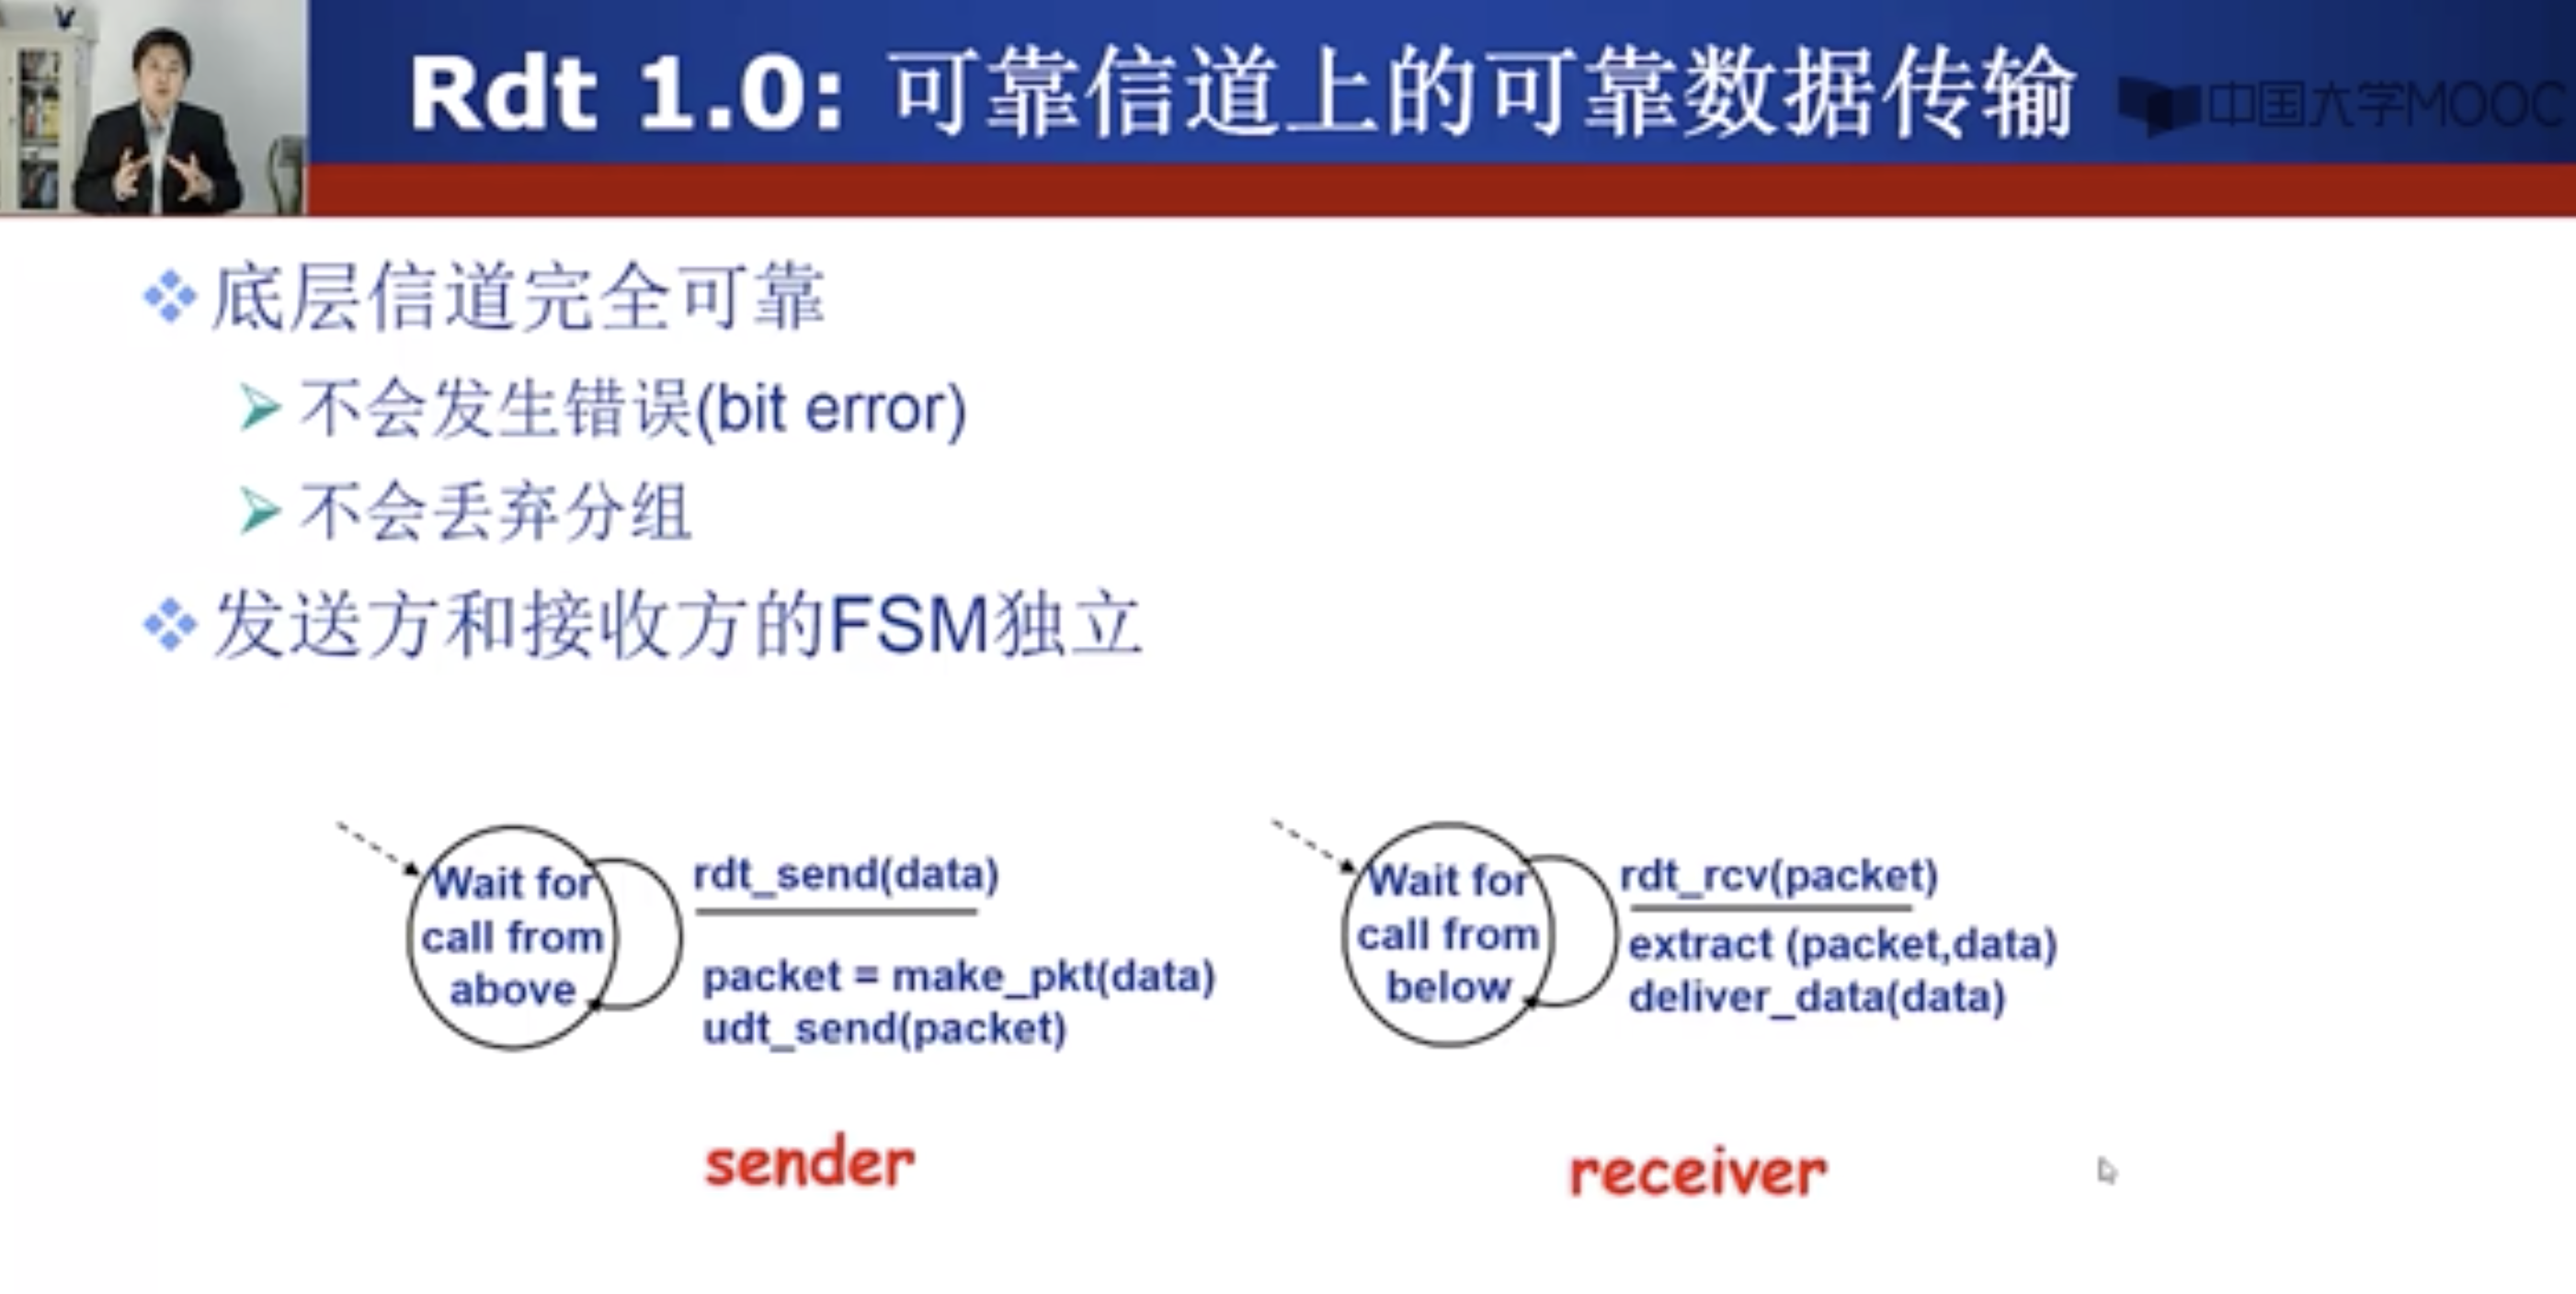 Rdt 1.0: 可靠信道上的可靠数据传输
中国大学MOOC
底层信道完全可靠
不会发生错误(bit error)
不会丢弃分组
发送方和接收方的FSM独立
Wait for
call from
above
rdt_send(data)
packet = make_pkt(data)
udt_send(packet)
sender
Wait for
call from
below
rdt_rcv(packet)
extract (packet,data)
deliver_data(data)
receiver